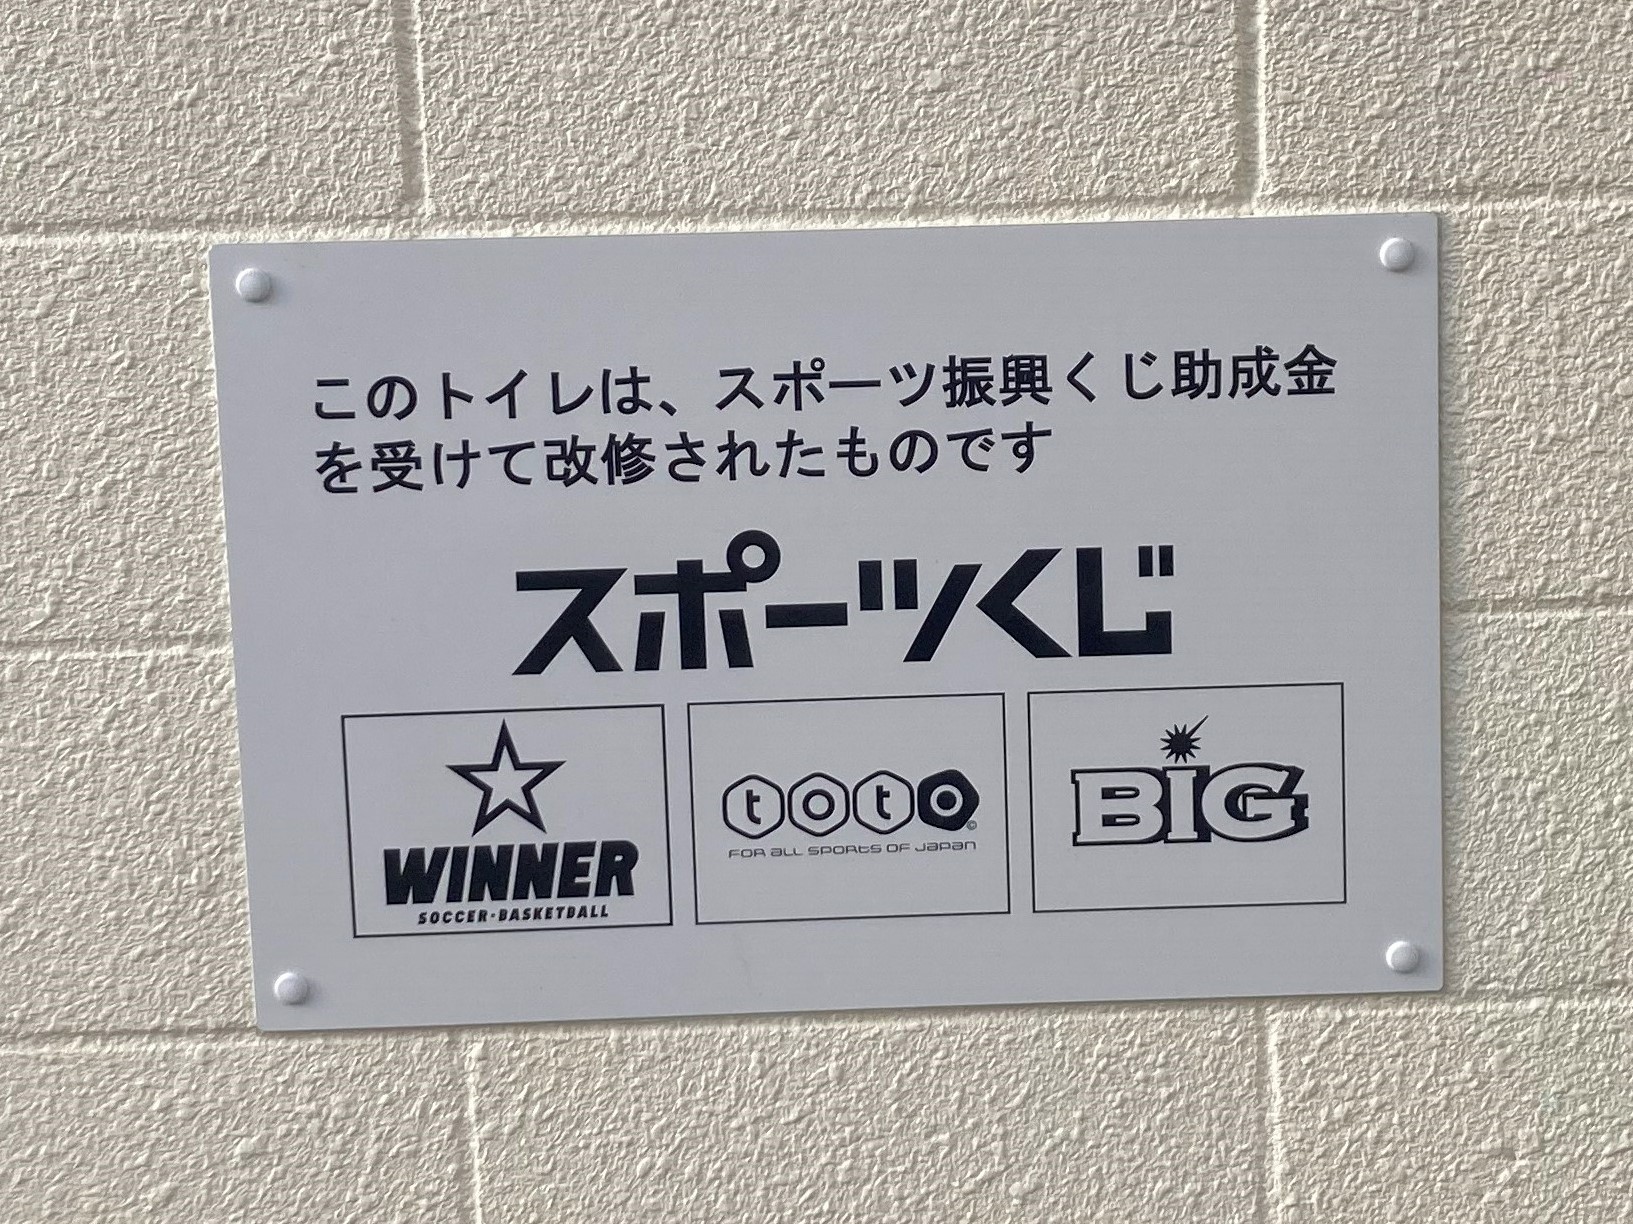 このトイレは、スポーツ振興くじ助成金
を受けて改修されたものです
スポーツくじ
WINNER
SOCCER・BASKETBALL
toto
©
FOR ALL SPORTS OF JAPAN
BIG